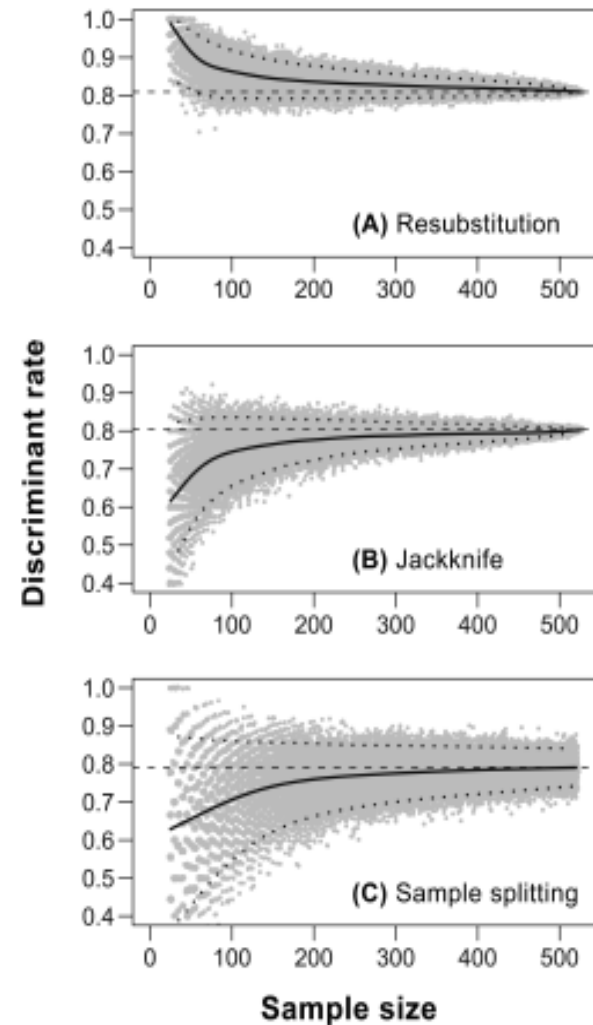 1.0
0.9
0.8
0.7
0.6
0.5
0.4
(A) Resubstitution
0 100 200 300 400 500
1.0
0.9
0.8
0.7
0.6
0.5
0.4
(B) Jackknife
0 100 200 300 400 500
Discriminant rate
1.0
0.9
0.8
0.7
0.6
0.5
0.4
(C) Sample splitting
0 100 200 300 400 500
Sample size